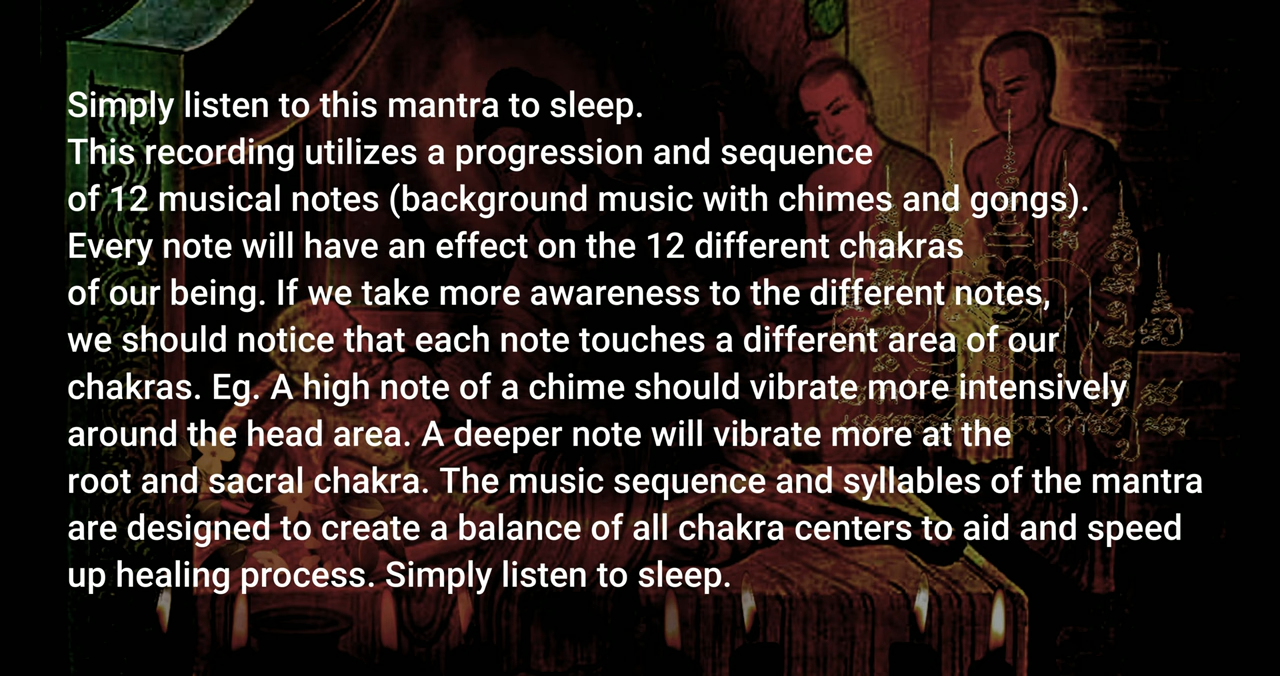 Simply listen to this mantra to sleep.
This recording utilizes a progression and sequence
of 12 musical notes (background music with chimes and gongs).
Every note will have an effect on the 12 different chakras
of our being. If we take more awareness to the different notes,
we should notice that each note touches a different area of our
chakras. Eg. A high note of a chime should vibrate more intensively
around the head area. A deeper note will vibrate more at the
root and sacral chakra. The music sequence and syllables of the mantra
are designed to create a balance of all chakra centers to aid and speed
up healing process. Simply listen to sleep.